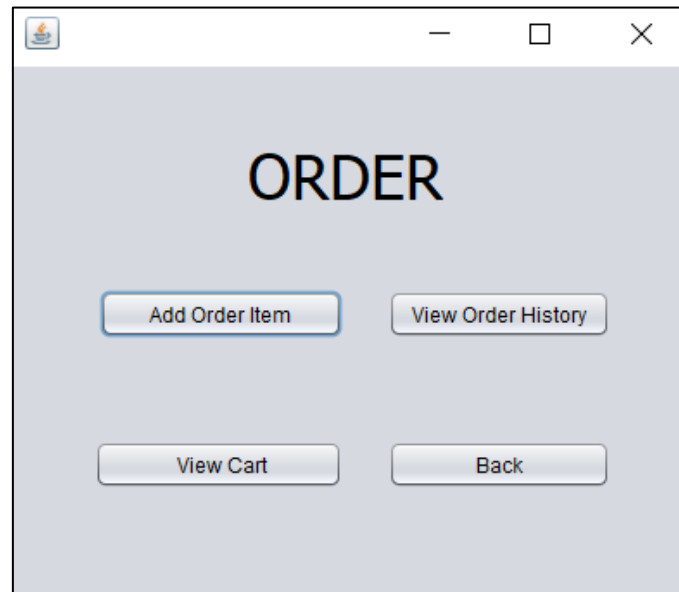 ORDER
Add Order Item
View Order History
View Cart
Back